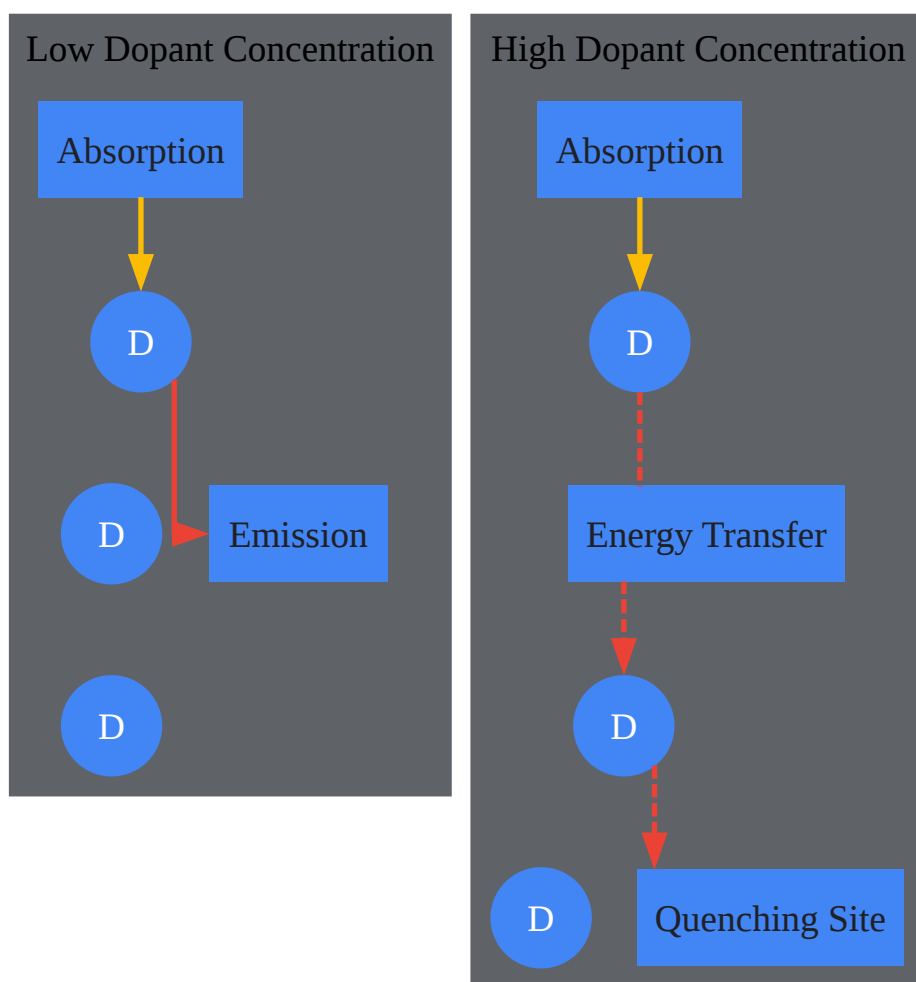 Low Dopant Concentration
Absorption
D
D
Emission
D
High Dopant Concentration
Absorption
D
Energy Transfer
D
D
Quenching Site